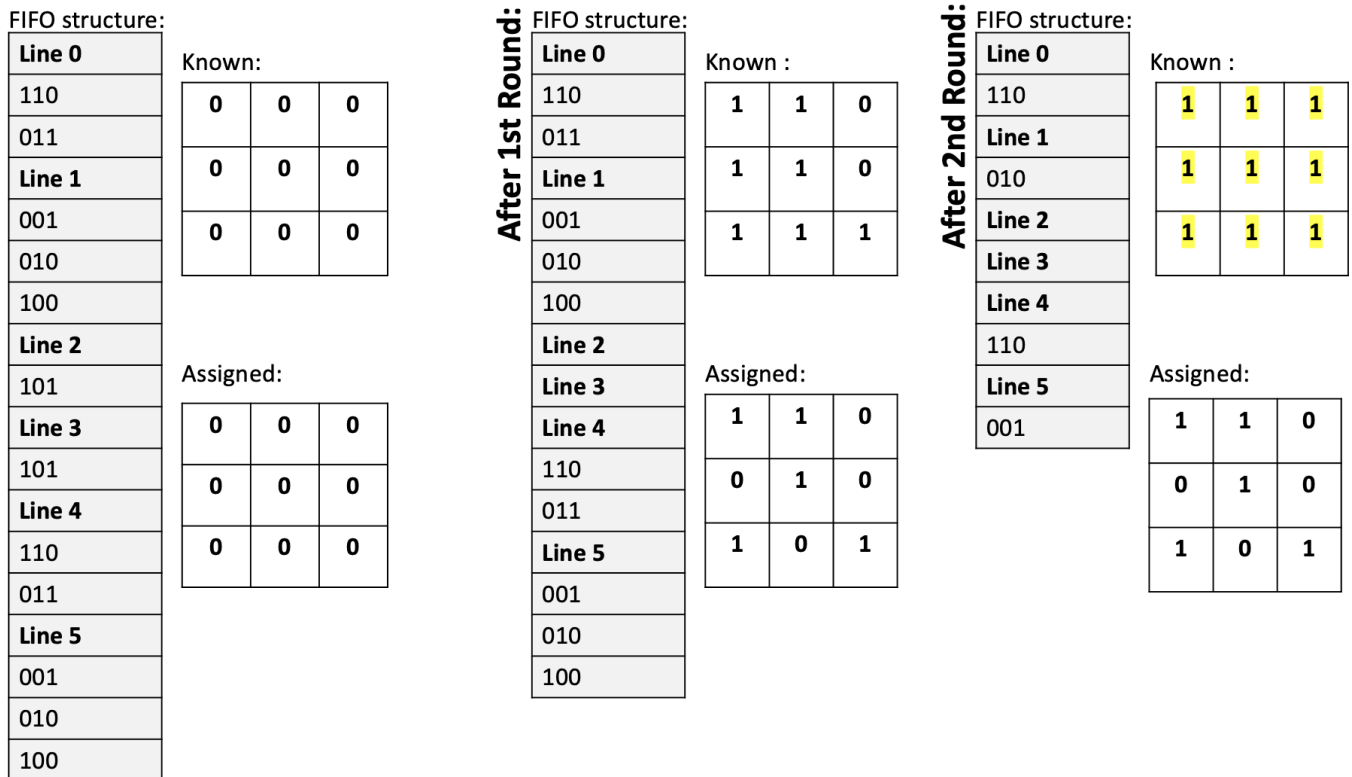 FIFO structure:
Line 0
110
011
Line 1
001
010
100
Line 2
101
Line 3
101
Line 4
110
011
Line 5
001
010
100
Known:
0 0 0
0 0 0
0 0 0
Assigned:
0 0 0
0 0 0
0 0 0
After 1st Round:
FIFO structure:
Line 0
110
011
Line 1
001
010
100
Line 2
Line 3
Line 4
110
011
Line 5
001
010
100
Known :
1 1 0
1 1 0
1 1 1
Assigned:
1 1 0
0 1 0
1 0 1
After 2nd Round:
FIFO structure:
Line 0
110
Line 1
010
Line 2
Line 3
Line 4
110
Line 5
001
Known :
1 1 1
1 1 1
1 1 1
Assigned:
1 1 0
0 1 0
1 0 1